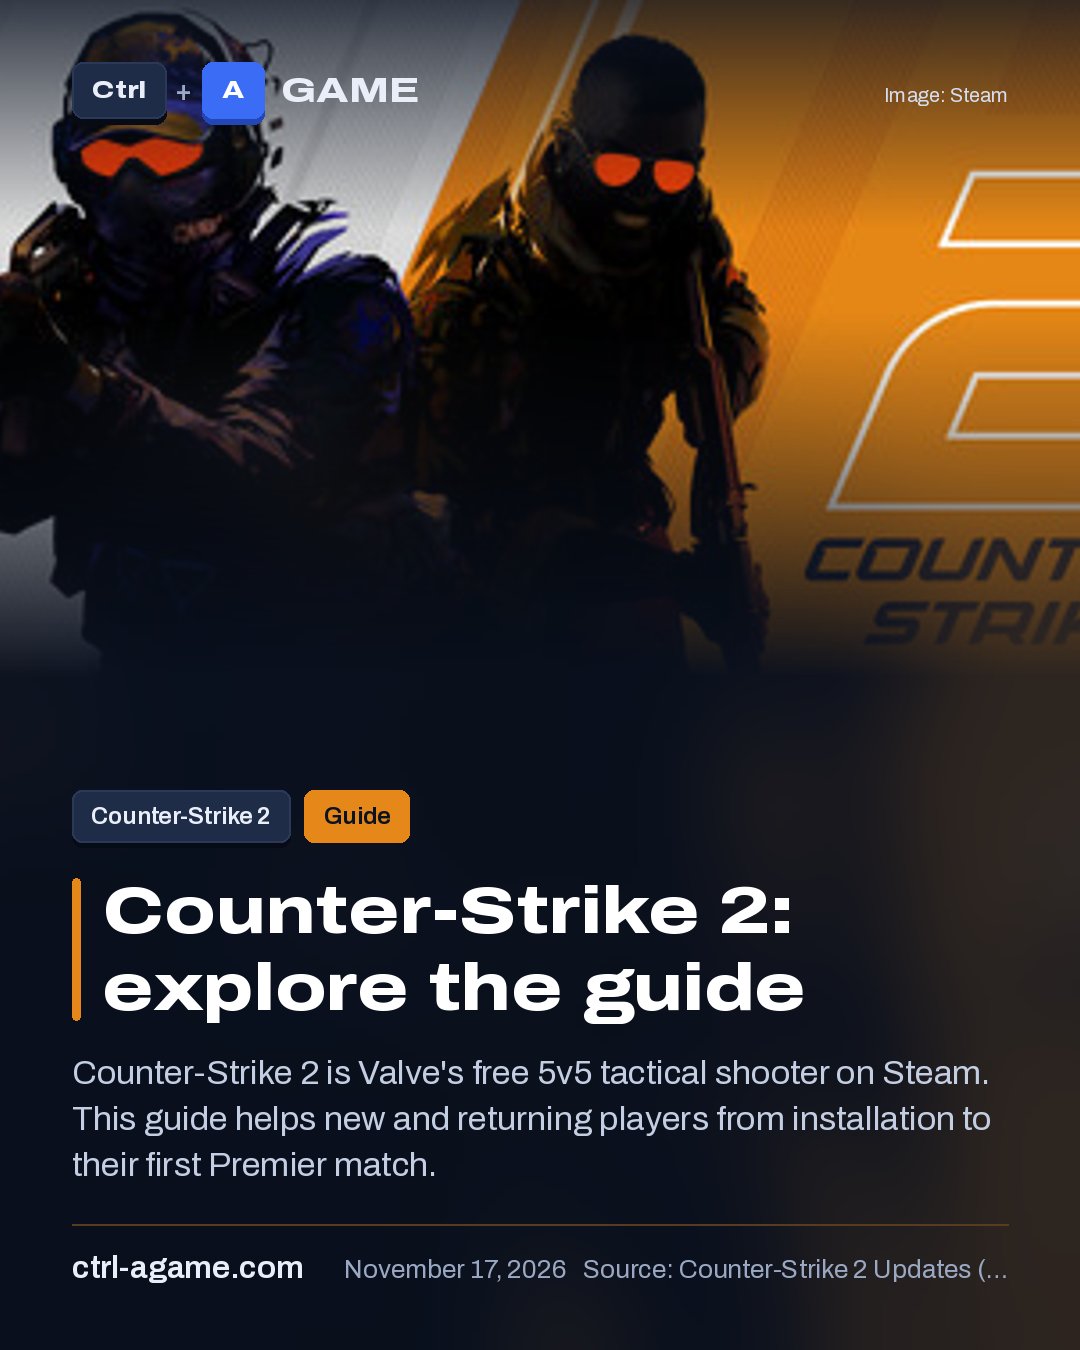 Ctrl + A GAME
Image: Steam
2
COUNT
STRIK
Counter-Strike 2
Guide
Counter-Strike 2:
explore the guide
Counter-Strike 2 is Valve's free 5v5 tactical shooter on Steam.
This guide helps new and returning players from installation to
their first Premier match.
ctrl-agame.com
November 17, 2026 Source: Counter-Strike 2 Updates (...